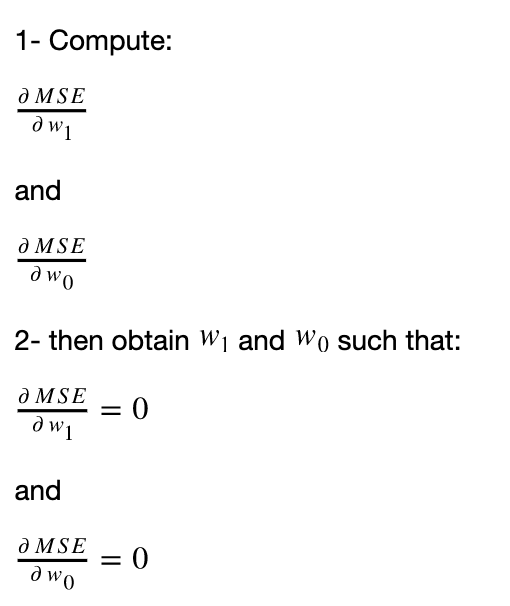 1- Compute:
∂ MSE
∂ w₁
and
∂ MSE
∂ w₀
2- then obtain w₁ and w₀ such that:
∂ MSE
∂ w₁ = 0
and
∂ MSE
∂ w₀ = 0